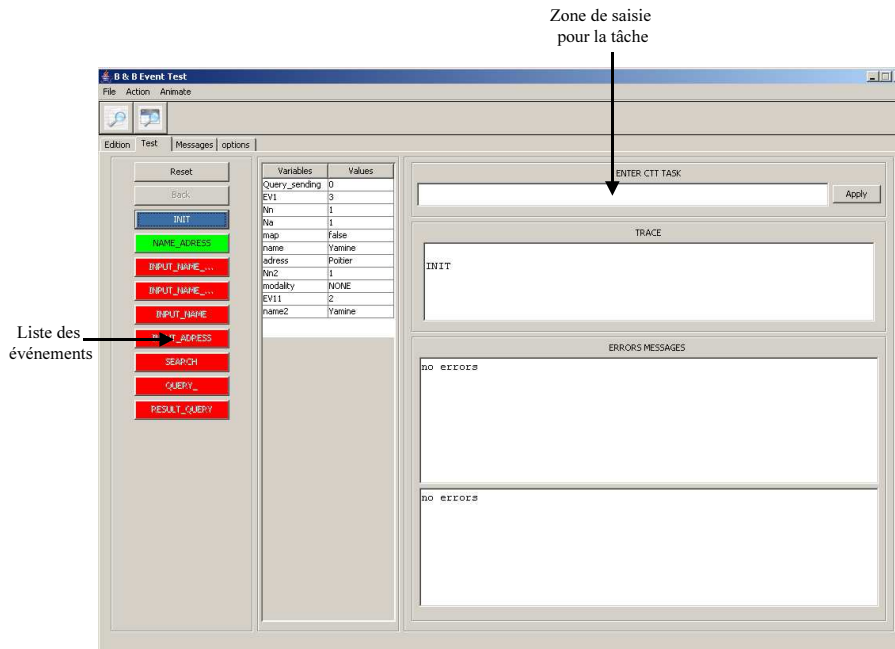 Zone de saisie
pour la tâche
B & B Event Test
File Action Animate
Edition Test Messages options
Reset
Back
INIT
NAME_ADRESS
INPUT_NAME_...
INPUT_NAME_...
INPUT_NAME
INPUT_ADRESS
SEARCH
QUERY_
RESULT_QUERY
Liste des
événements
Variables Values
Query_sending 0
EV1 3
Nn 1
Na 1
map false
name Yamine
adress Poitier
Nn2 1
modality NONE
EV11 2
name2 Yamine
ENTER CTT TASK
Apply
TRACE
INIT
ERRORS MESSAGES
no errors
no errors